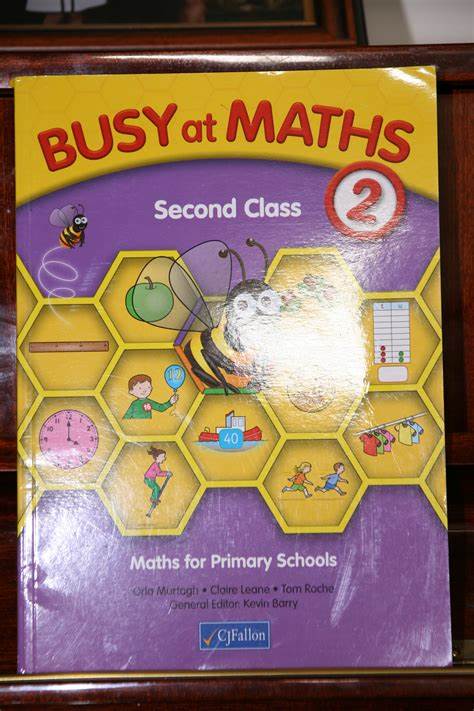 BUSY at MATHS
2
Second Class
t u
12
40
Maths for Primary Schools
Orla Murtagh • Claire Leane • Tom Roche
General Editor: Kevin Barry
CJFallon